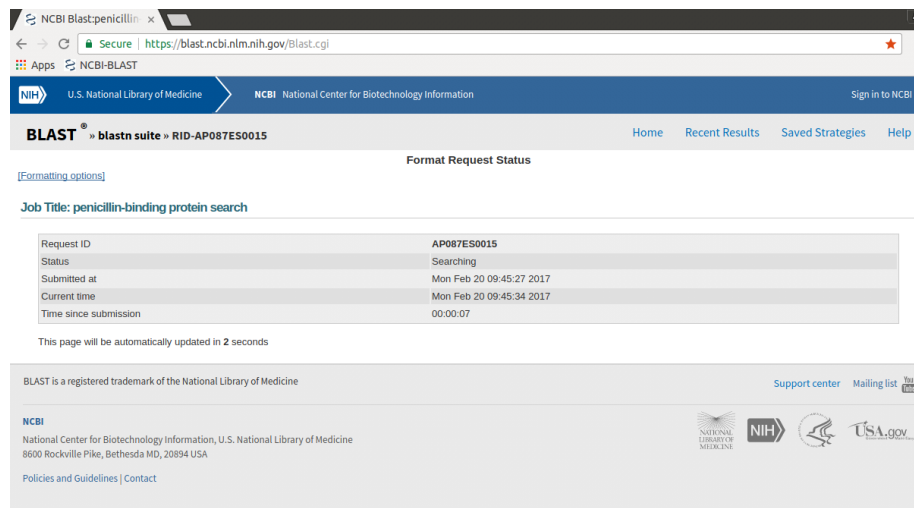 NCBI Blast:penicillin
Secure | https://blast.ncbi.nlm.nih.gov/Blast.cgi
Apps NCBI-BLAST
NIH U.S. National Library of Medicine NCBI National Center for Biotechnology Information Sign in to NCBI
BLAST ® » blastn suite » RID-AP087ES0015 Home Recent Results Saved Strategies Help
Format Request Status
[Formatting options]
Job Title: penicillin-binding protein search
Request ID AP087ES0015
Status Searching
Submitted at Mon Feb 20 09:45:27 2017
Current time Mon Feb 20 09:45:34 2017
Time since submission 00:00:07
This page will be automatically updated in 2 seconds
BLAST is a registered trademark of the National Library of Medicine Support center Mailing list You
NCBI
National Center for Biotechnology Information, U.S. National Library of Medicine
8600 Rockville Pike, Bethesda MD, 20894 USA
Policies and Guidelines | Contact
NATIONAL
LIBRARY OF
MEDICINE
NIH
USA.gov